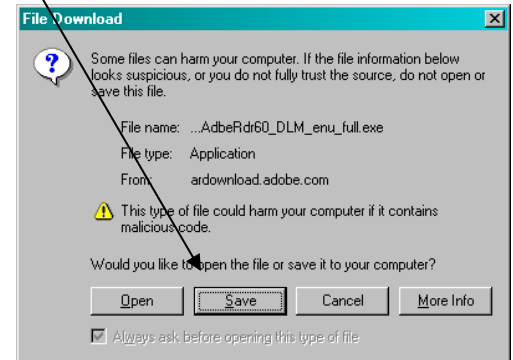 File Download
Some files can harm your computer. If the file information below
looks suspicious, or you do not fully trust the source, do not open or
save this file.
File name: ...AdbeRdr60_DLM_enu_full.exe
File type: Application
From: ardownload.adobe.com
This type of file could harm your computer if it contains
malicious code.
Would you like to open the file or save it to your computer?
Open Save Cancel More Info
Always ask before opening this type of file